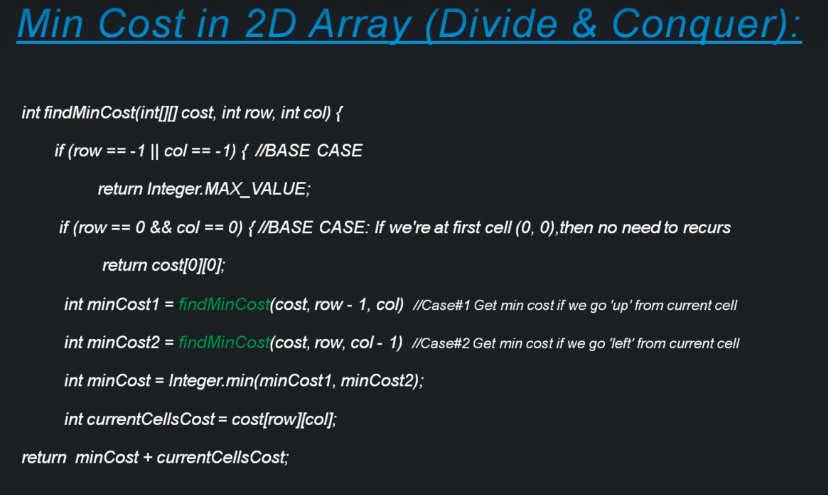 Min Cost in 2D Array (Divide & Conquer):
int findMinCost(int[][] cost, int row, int col) {
if (row == -1 || col == -1) { //BASE CASE
return Integer.MAX_VALUE;
if (row == 0 && col == 0) { //BASE CASE: If we're at first cell (0, 0),then no need to recurs
return cost[0][0];
int minCost1 = findMinCost(cost, row - 1, col) //Case#1 Get min cost if we go 'up' from current cell
int minCost2 = findMinCost(cost, row, col - 1) //Case#2 Get min cost if we go 'left' from current cell
int minCost = Integer.min(minCost1, minCost2);
int currentCellsCost = cost[row][col];
return minCost + currentCellsCost;